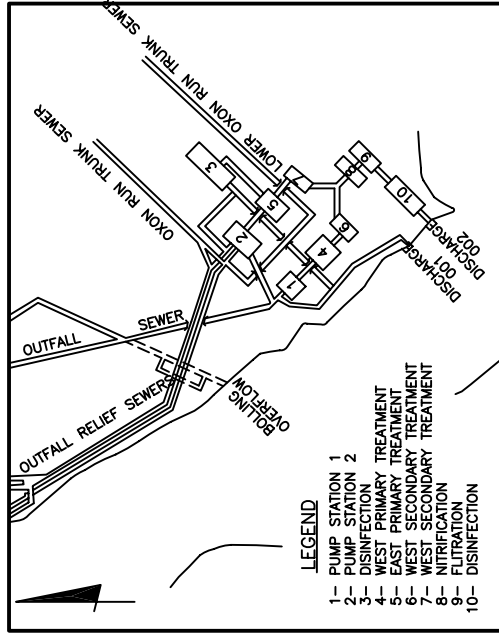 OXON RUN TRUNK SEWER
LOWER OXON RUN TRUNK SEWER
OUTFALL SEWER
OUTFALL RELIEF SEWERS
BOLLING
OVERFLOW
3
2
5
7
8
9
10
4
6
1
DISCHARGE
001
DISCHARGE
002
LEGEND
1- PUMP STATION 1
2- PUMP STATION 2
3- DISINFECTION
4- WEST PRIMARY TREATMENT
5- EAST PRIMARY TREATMENT
6- WEST SECONDARY TREATMENT
7- WEST SECONDARY TREATMENT
8- NITRIFICATION
9- FLITRATION
10- DISINFECTION